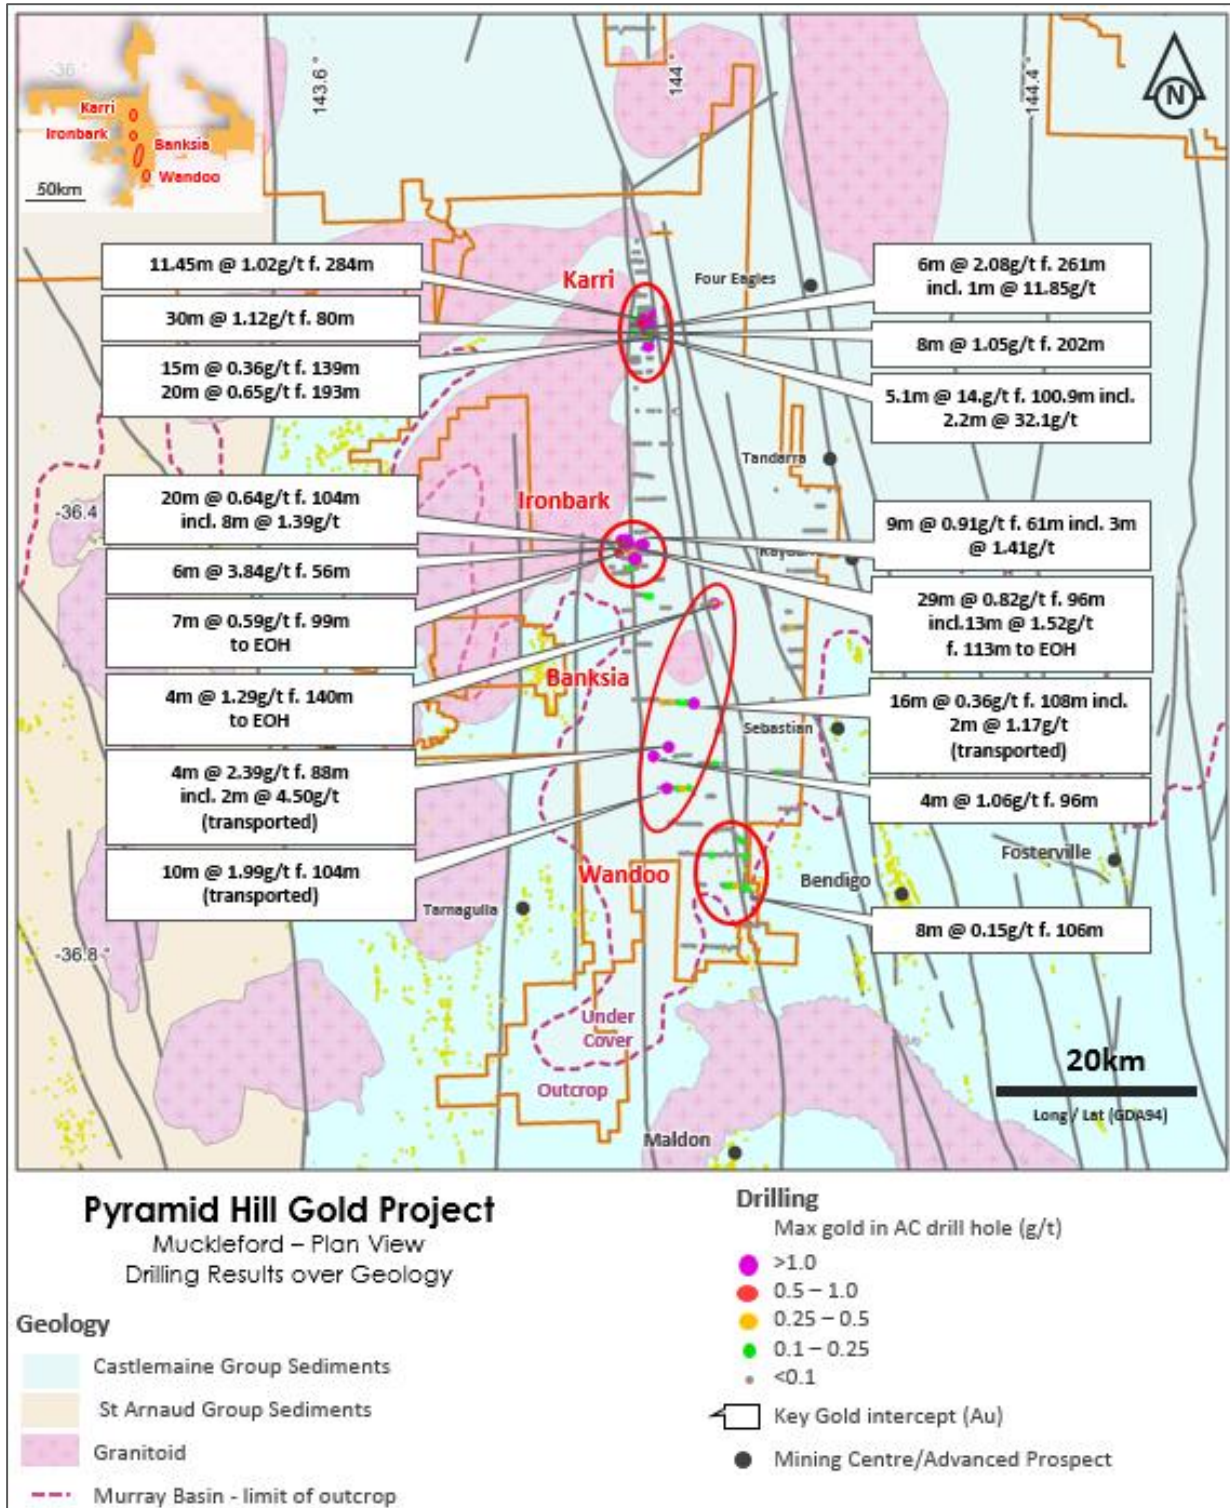 143.6 °
144 °
144.4 °
N
-36 °
Karri
Ironbark
Banksia
Wandoo
50km
11.45m @ 1.02g/t f. 284m
30m @ 1.12g/t f. 80m
15m @ 0.36g/t f. 139m
20m @ 0.65g/t f. 193m
Karri
Four Eagles
6m @ 2.08g/t f. 261m
incl. 1m @ 11.85g/t
8m @ 1.05g/t f. 202m
5.1m @ 14.g/t f. 100.9m incl.
2.2m @ 32.1g/t
Tandarra
-36.4
20m @ 0.64g/t f. 104m
incl. 8m @ 1.39g/t
6m @ 3.84g/t f. 56m
7m @ 0.59g/t f. 99m
to EOH
Ironbark
9m @ 0.91g/t f. 61m incl. 3m
@ 1.41g/t
29m @ 0.82g/t f. 96m
incl.13m @ 1.52g/t
f. 113m to EOH
4m @ 1.29g/t f. 140m
to EOH
4m @ 2.39g/t f. 88m
incl. 2m @ 4.50g/t
(transported)
10m @ 1.99g/t f. 104m
(transported)
Banksia
Sebastian
16m @ 0.36g/t f. 108m incl.
2m @ 1.17g/t
(transported)
4m @ 1.06g/t f. 96m
Wandoo
Bendigo
Fosterville
8m @ 0.15g/t f. 106m
Tarnagulla
-36.8 °
Under
Cover
Outcrop
Maldon
20km
Long / Lat (GDA94)
Pyramid Hill Gold Project
Muckleford – Plan View
Drilling Results over Geology
Geology
Castlemaine Group Sediments
St Arnaud Group Sediments
Granitoid
Murray Basin - limit of outcrop
Drilling
Max gold in AC drill hole (g/t)
>1.0
0.5 – 1.0
0.25 – 0.5
0.1 – 0.25
<0.1
Key Gold intercept (Au)
Mining Centre/Advanced Prospect